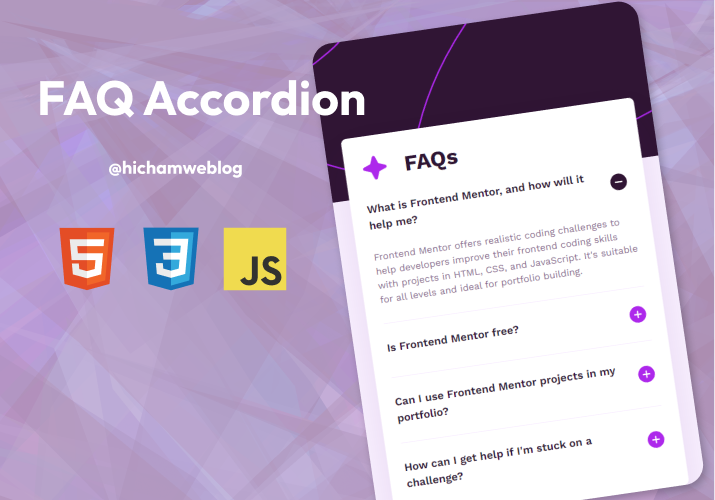 FAQ Accordion
@hichamweblog
5
3
JS
FAQs
What is Frontend Mentor, and how will it
help me?
Frontend Mentor offers realistic coding challenges to
help developers improve their frontend coding skills
with projects in HTML, CSS, and JavaScript. It's suitable
for all levels and ideal for portfolio building.
Is Frontend Mentor free?
Can I use Frontend Mentor projects in my
portfolio?
How can I get help if I'm stuck on a
challenge?